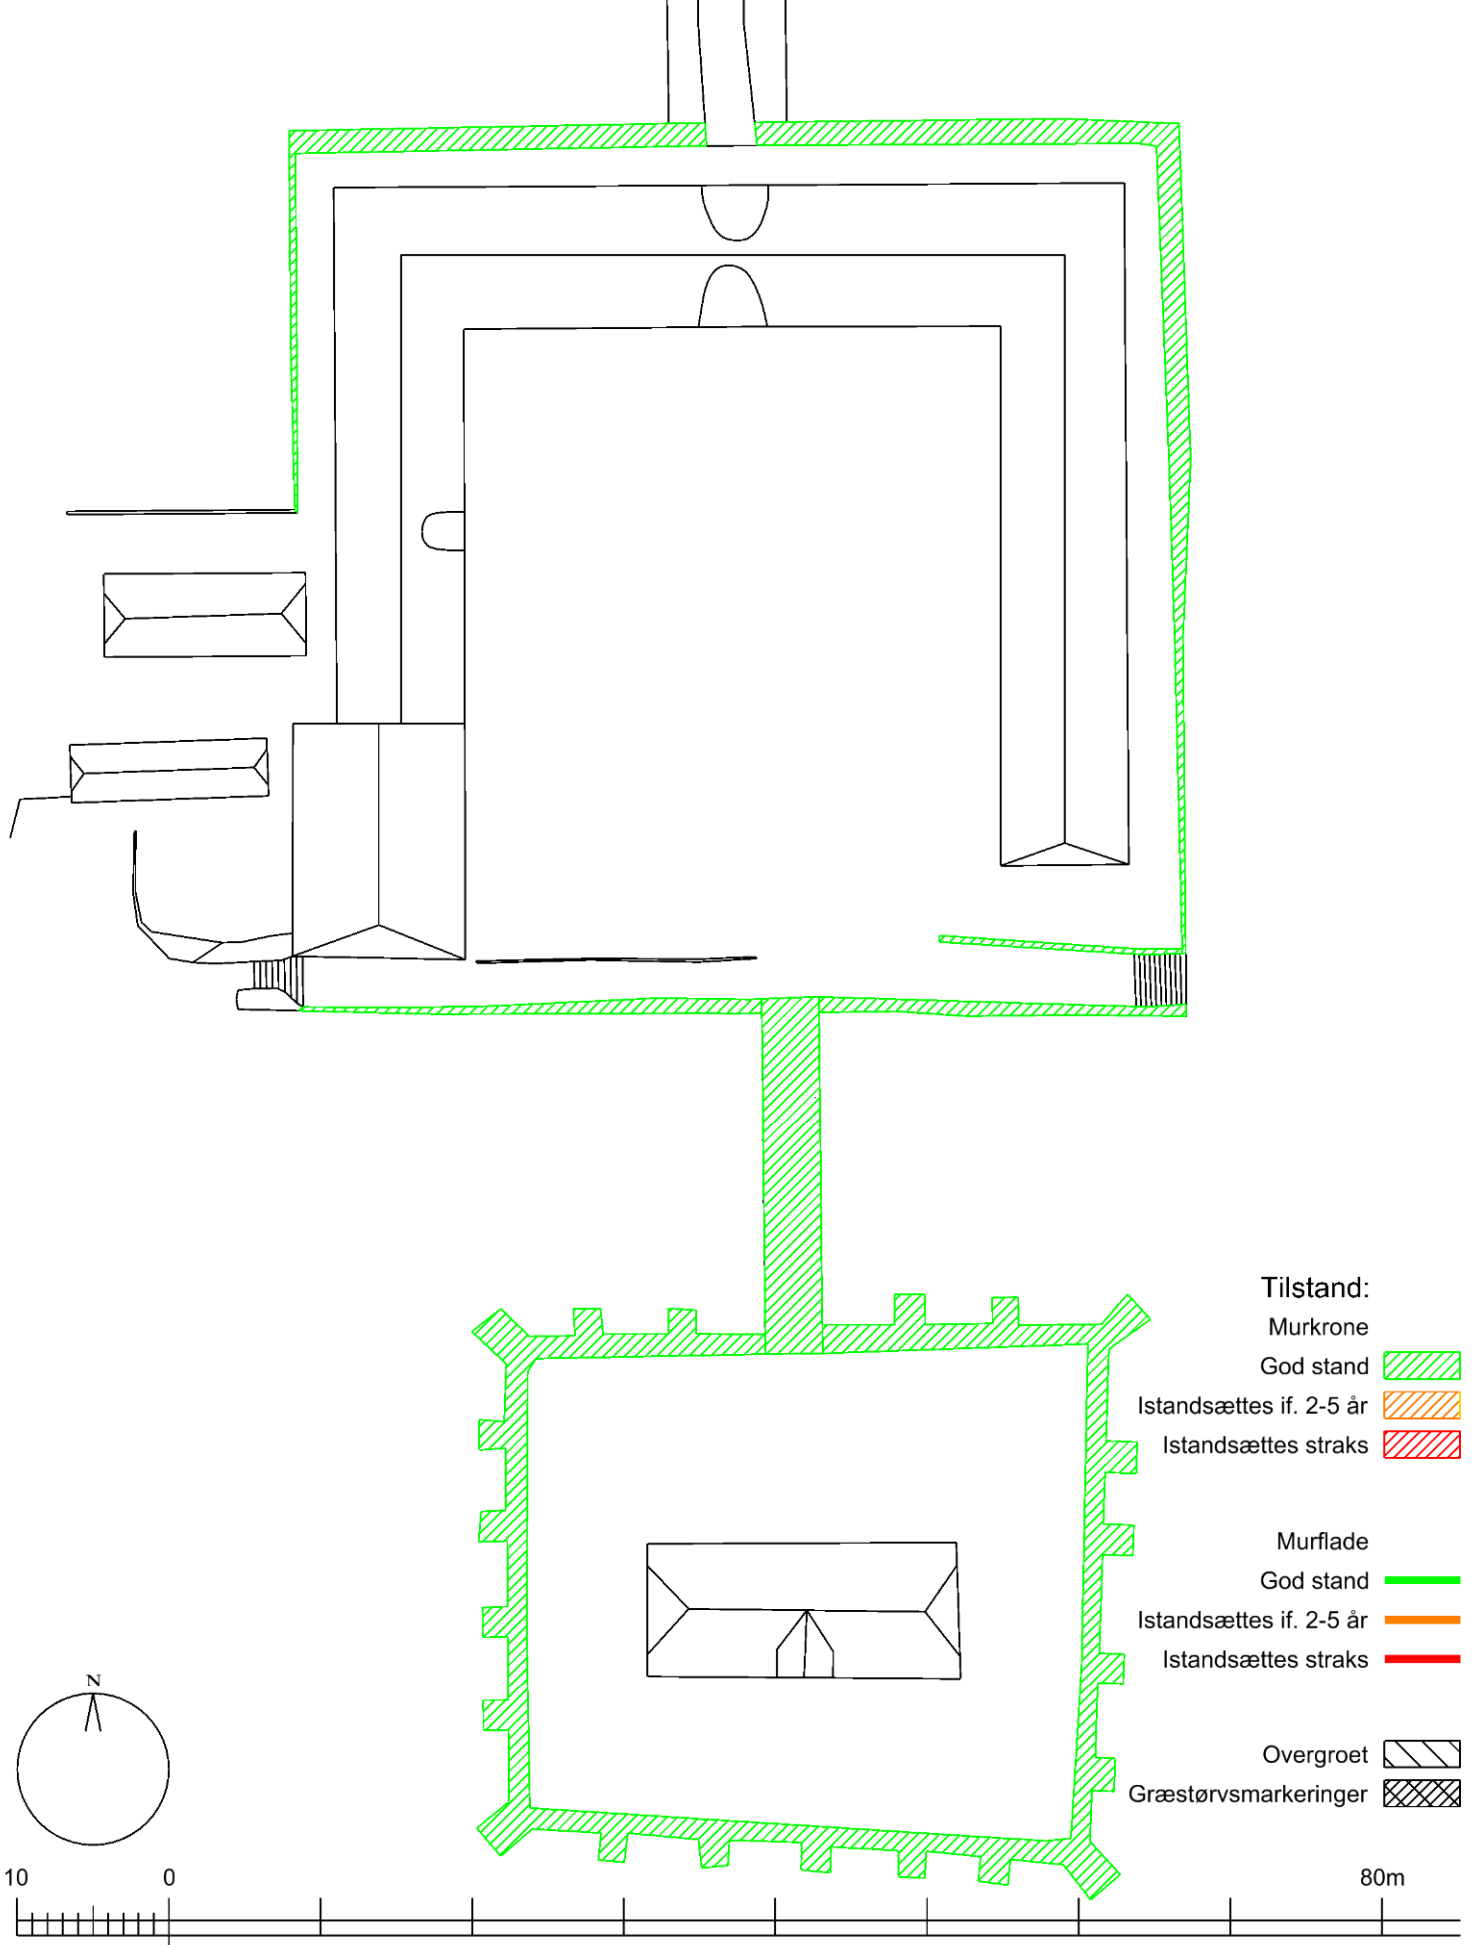 Tilstand:
Murkrone
God stand
Istandsættes if. 2-5 år
Istandsættes straks
Murflade
God stand
Istandsættes if. 2-5 år
Istandsættes straks
Overgroet
Græstørvsmarkeringer
N
10 0 80m